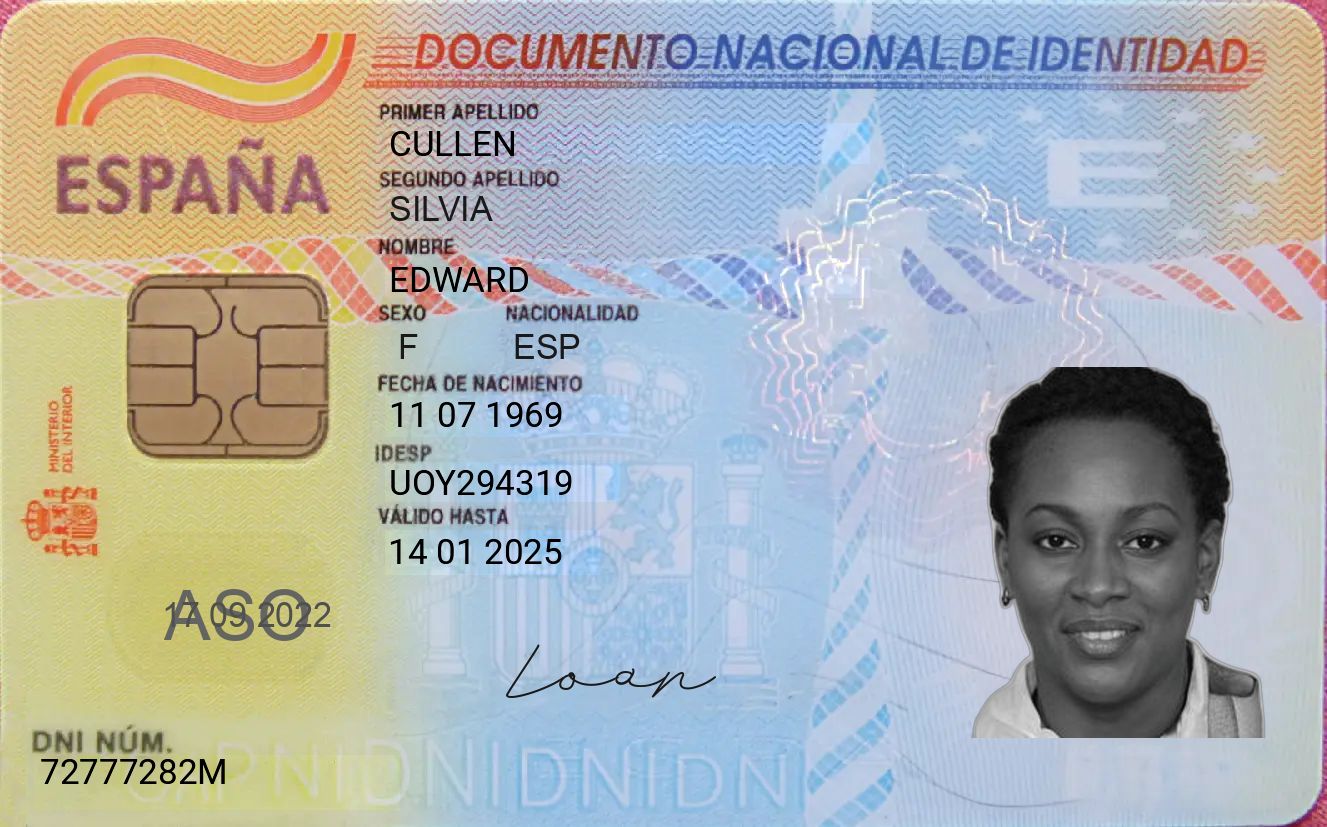 DOCUMENTO NACIONAL DE IDENTIDAD
ESPAÑA
PRIMER APELLIDO
CULLEN
SEGUNDO APELLIDO
SILVIA
NOMBRE
EDWARD
SEXO NACIONALIDAD
F ESP
FECHA DE NACIMIENTO
11 07 1969
IDESP
UOY294319
VÁLIDO HASTA
14 01 2025
MINISTERIO
DEL INTERIOR
E
ASO
17 09 2022
Loan
DNI NÚM.
72777282M
DNIDNIDNIDN